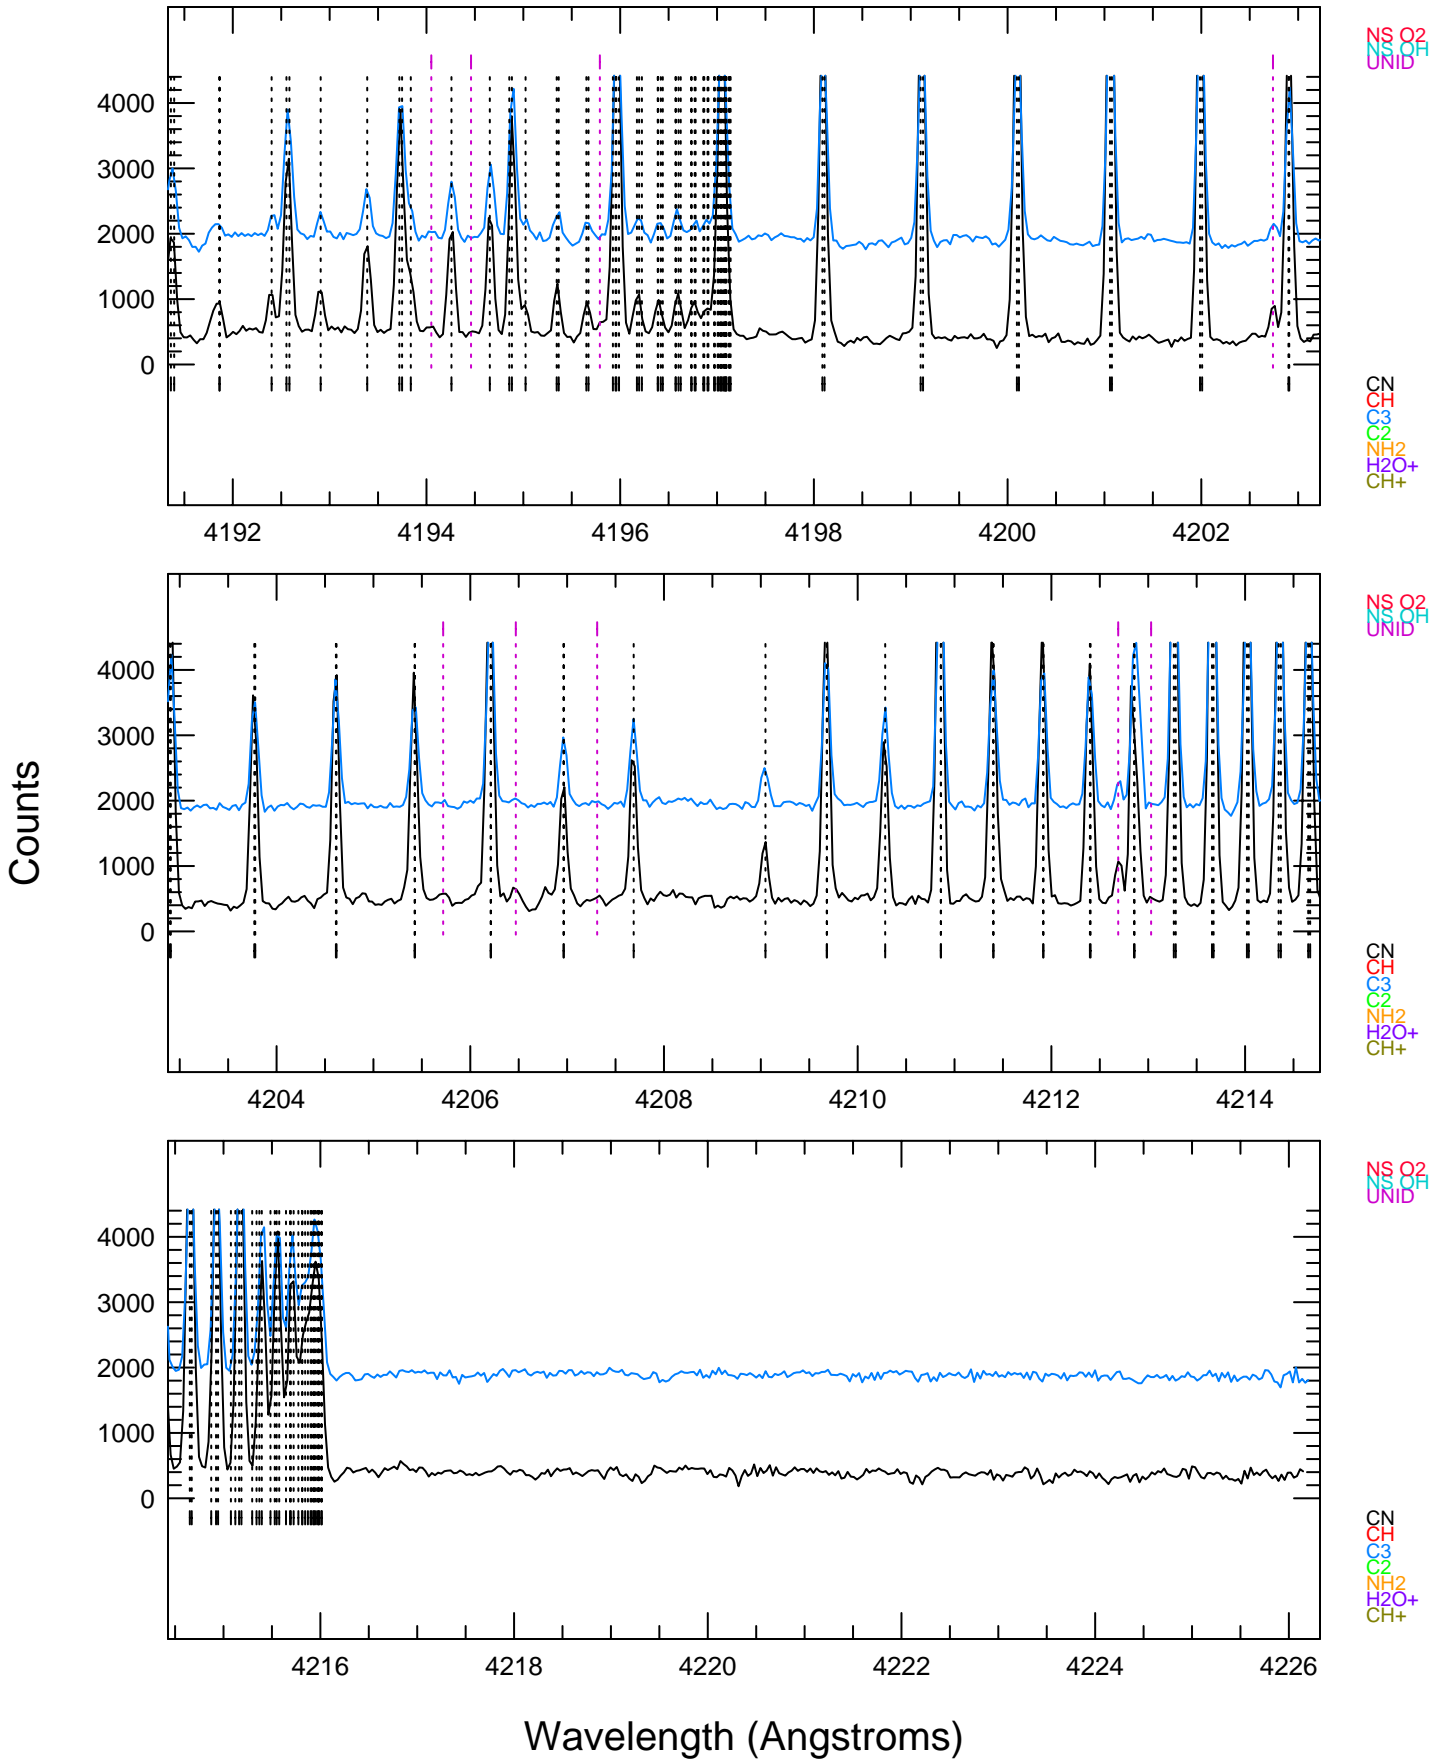 NS O2
NS OH
UNID
4000
3000
2000
1000
0
CN
CH
C3
C2
NH2
H2O+
CH+
4192 4194 4196 4198 4200 4202
NS O2
NS OH
UNID
4000
3000
2000
1000
0
Counts
CN
CH
C3
C2
NH2
H2O+
CH+
4204 4206 4208 4210 4212 4214
NS O2
NS OH
UNID
4000
3000
2000
1000
0
CN
CH
C3
C2
NH2
H2O+
CH+
4216 4218 4220 4222 4224 4226
Wavelength (Angstroms)